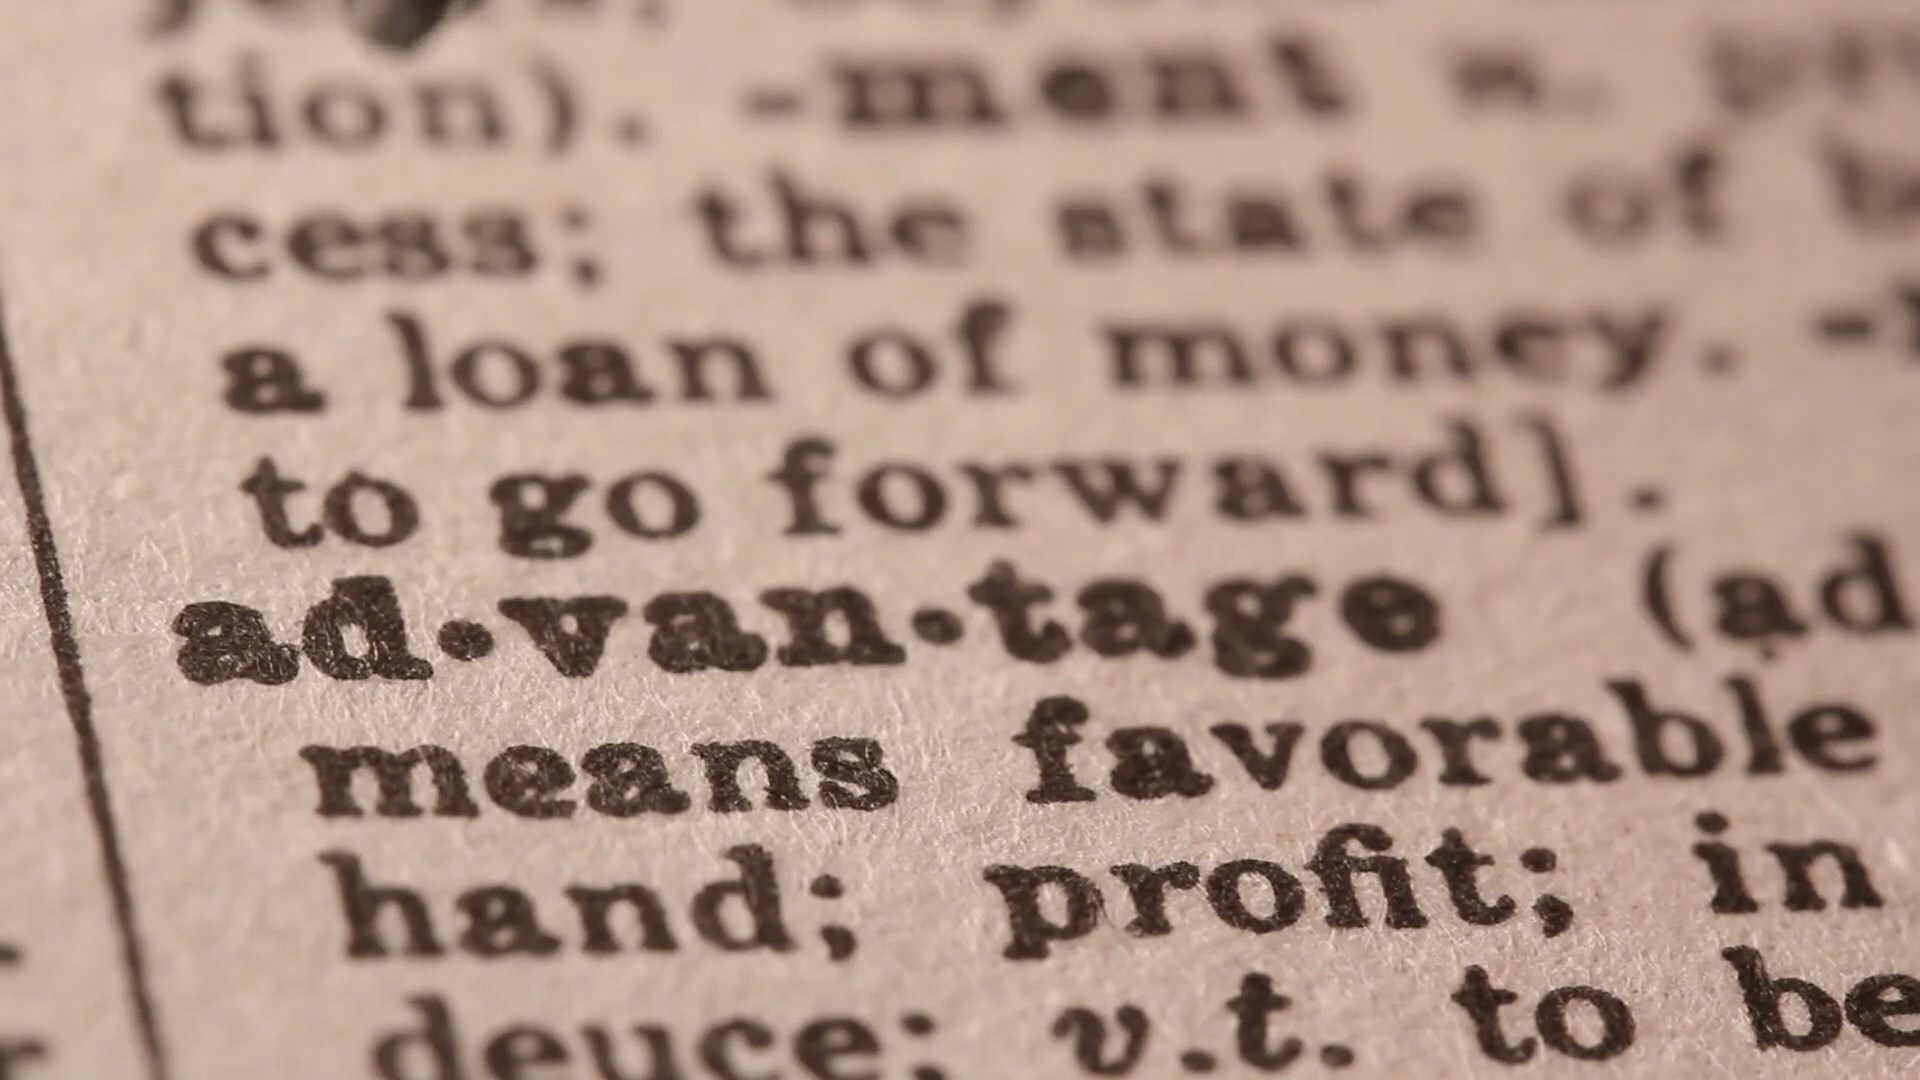 tion). -ment n.
cess; the state of
a loan of money.
to go forward].
ad·van·tage (ad
means favorable
hand; profit; in
deuce; v.t. to be